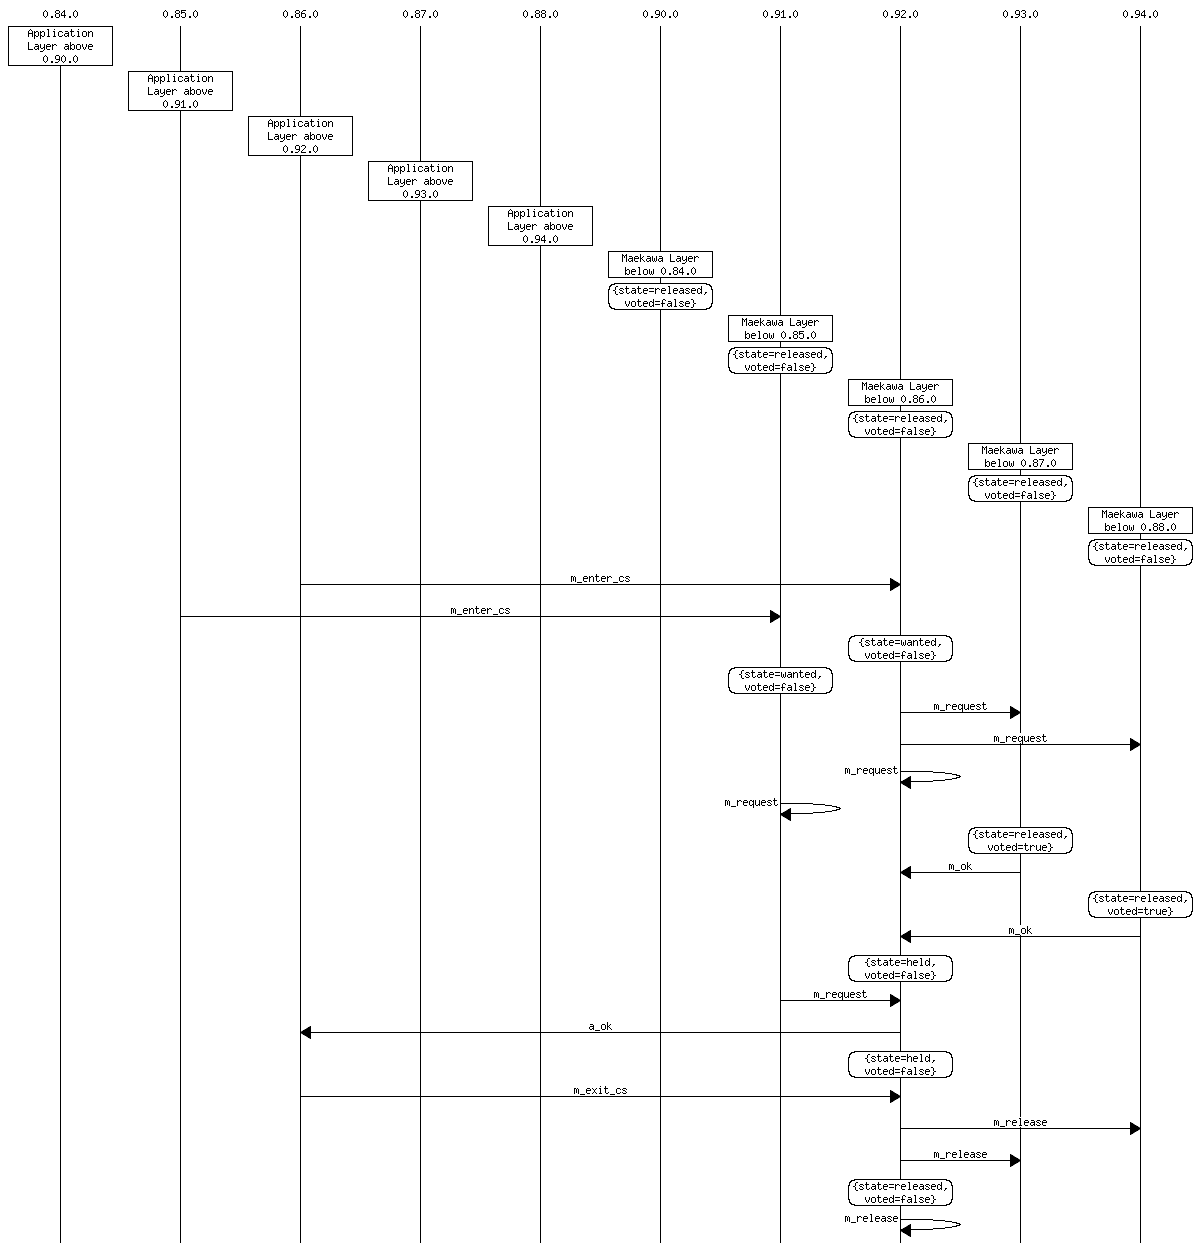 0.84.0 0.85.0 0.86.0 0.87.0 0.88.0 0.90.0 0.91.0 0.92.0 0.93.0 0.94.0
Application
Layer above
0.90.0
Application
Layer above
0.91.0
Application
Layer above
0.92.0
Application
Layer above
0.93.0
Application
Layer above
0.94.0
Maekawa Layer
below 0.84.0
{state=released,
voted=false}
Maekawa Layer
below 0.85.0
{state=released,
voted=false}
Maekawa Layer
below 0.86.0
{state=released,
voted=false}
Maekawa Layer
below 0.87.0
{state=released,
voted=false}
Maekawa Layer
below 0.88.0
{state=released,
voted=false}
m_enter_cs
m_enter_cs
{state=wanted,
voted=false}
{state=wanted,
voted=false}
m_request
m_request
m_request
m_request
{state=released,
voted=true}
m_ok
{state=released,
voted=true}
m_ok
{state=held,
voted=false}
m_request
a_ok
{state=held,
voted=false}
m_exit_cs
m_release
m_release
{state=released,
voted=false}
m_release